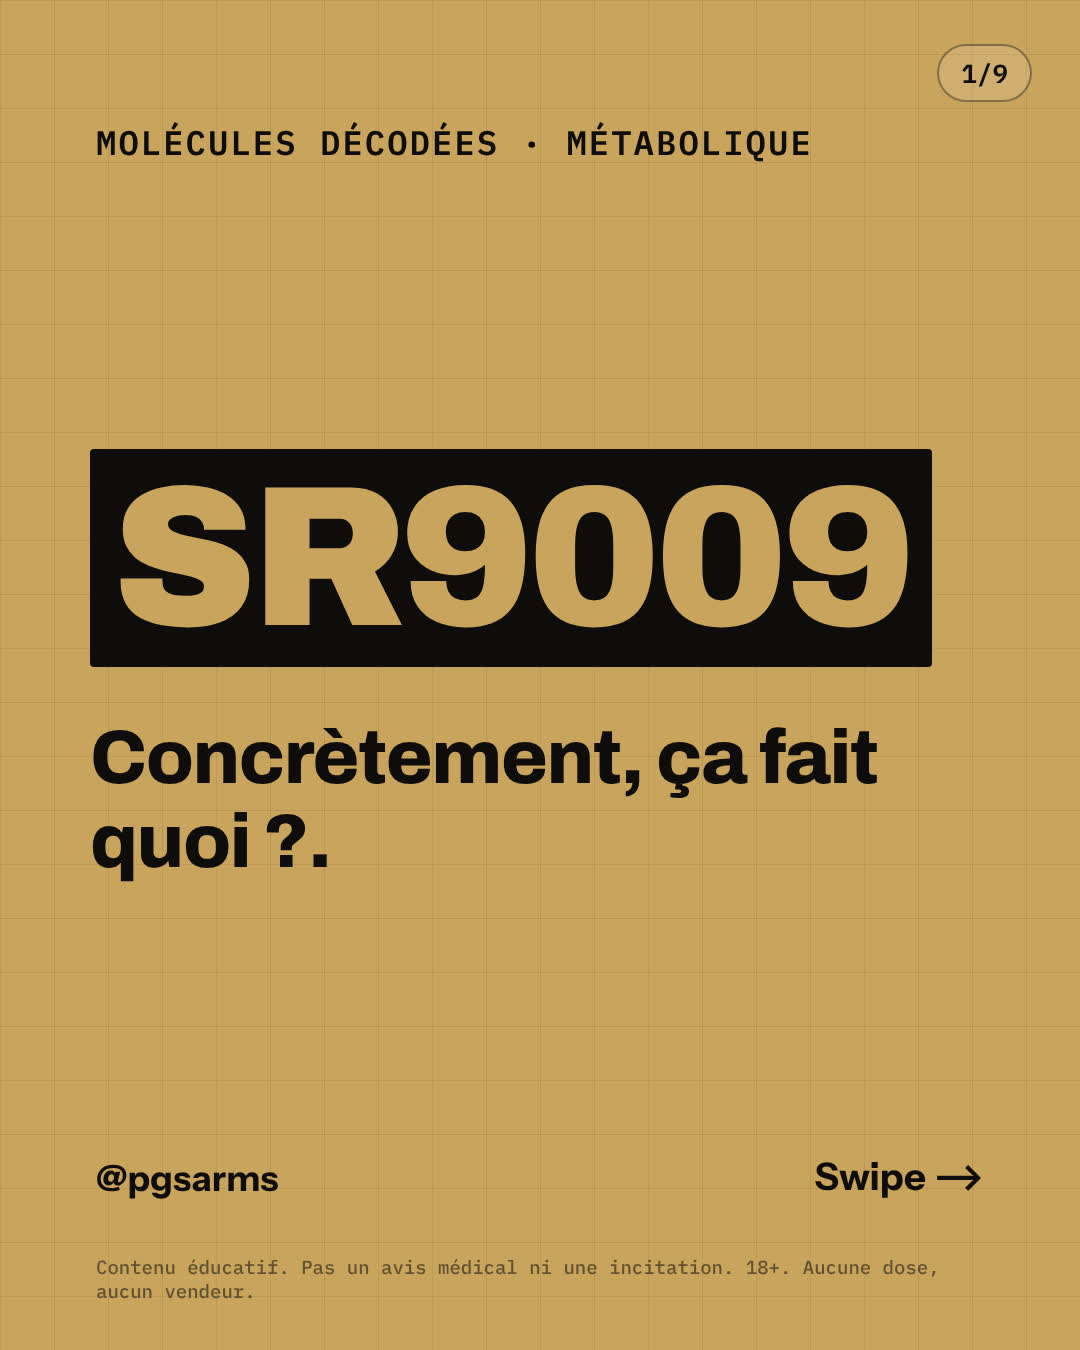 1/9
MOLÉCULES DÉCODÉES · MÉTABOLIQUE
SR9009
Concrètement, ça fait
quoi ?.
@pgsarms
Swipe →
Contenu éducatif. Pas un avis médical ni une incitation. 18+. Aucune dose,
aucun vendeur.